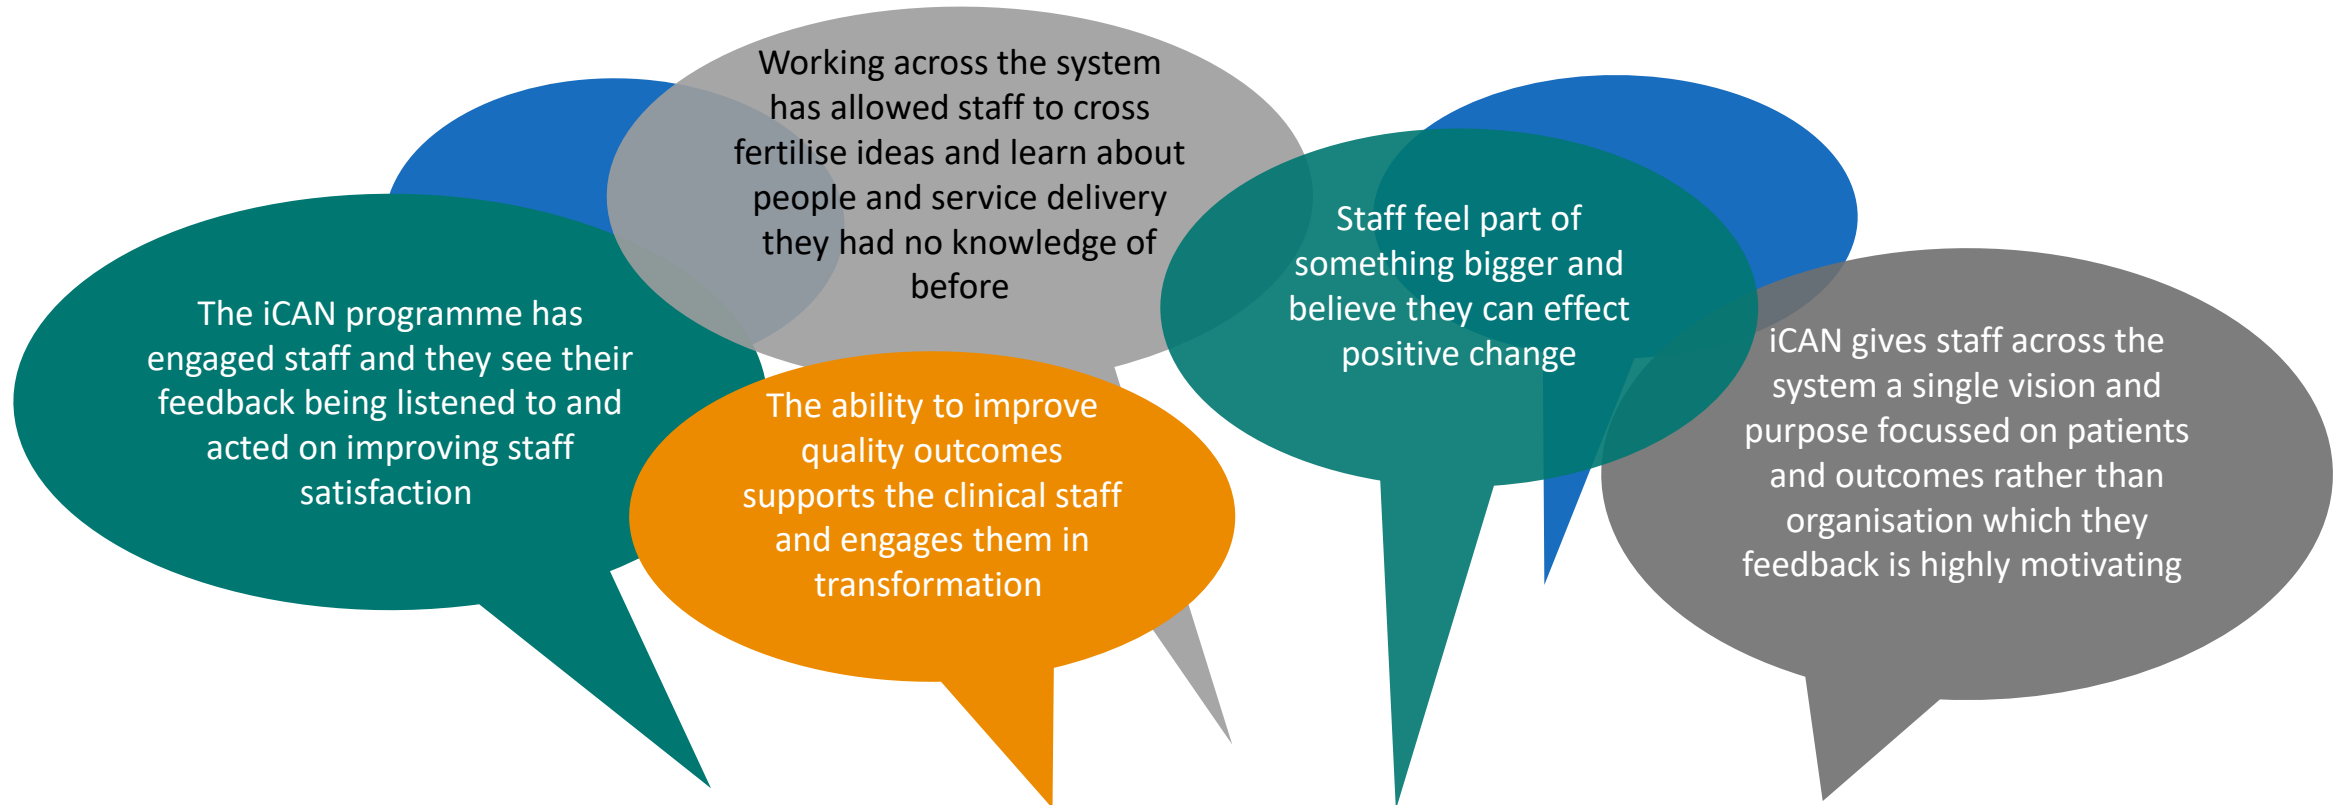 The iCAN programme has
engaged staff and they see their
feedback being listened to and
acted on improving staff
satisfaction
Working across the system
has allowed staff to cross
fertilise ideas and learn about
people and service delivery
they had no knowledge of
before
The ability to improve
quality outcomes
supports the clinical staff
and engages them in
transformation
Staff feel part of
something bigger and
believe they can effect
positive change
iCAN gives staff across the
system a single vision and
purpose focussed on patients
and outcomes rather than
organisation which they
feedback is highly motivating